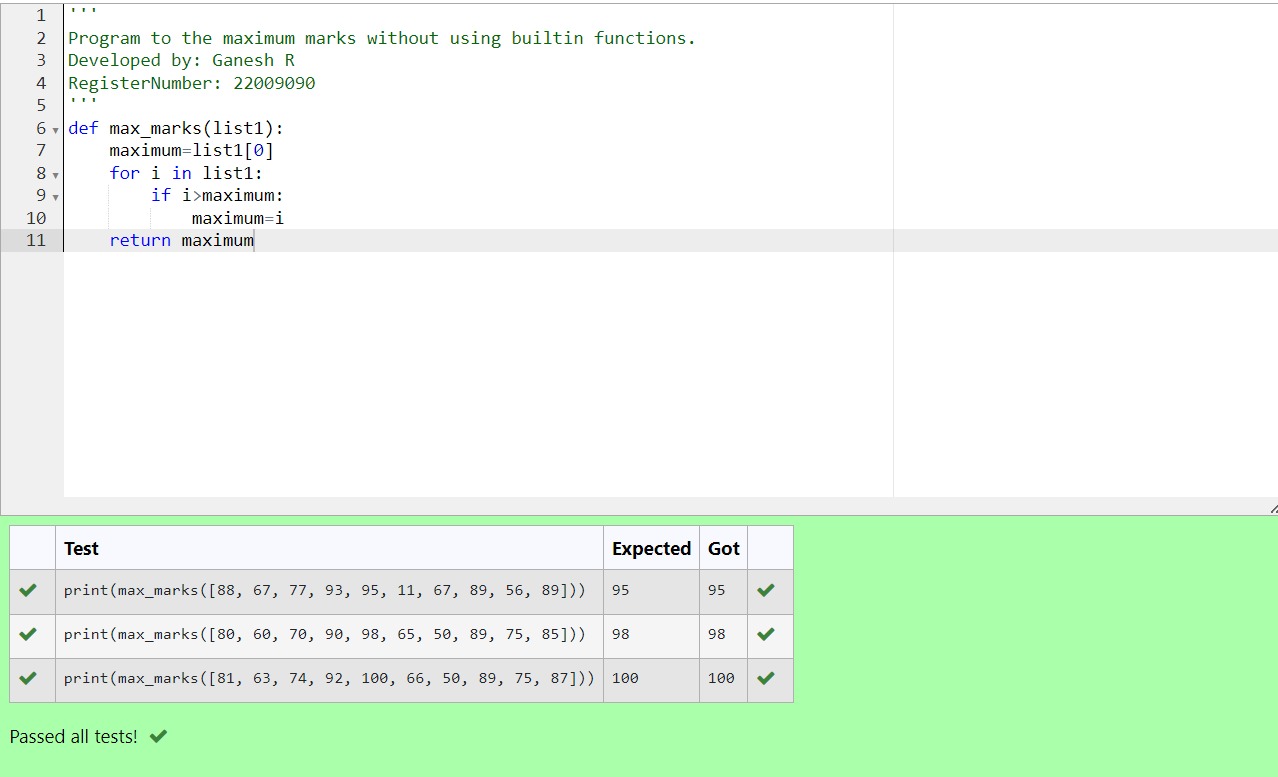 1 '''
2 Program to the maximum marks without using builtin functions.
3 Developed by: Ganesh R
4 RegisterNumber: 22009090
5 '''
6 def max_marks(list1):
7     maximum=list1[0]
8     for i in list1:
9         if i>maximum:
10             maximum=i
11     return maximum
Test Expected Got
print(max_marks([88, 67, 77, 93, 95, 11, 67, 89, 56, 89])) 95 95
print(max_marks([80, 60, 70, 90, 98, 65, 50, 89, 75, 85])) 98 98
print(max_marks([81, 63, 74, 92, 100, 66, 50, 89, 75, 87])) 100 100
Passed all tests!